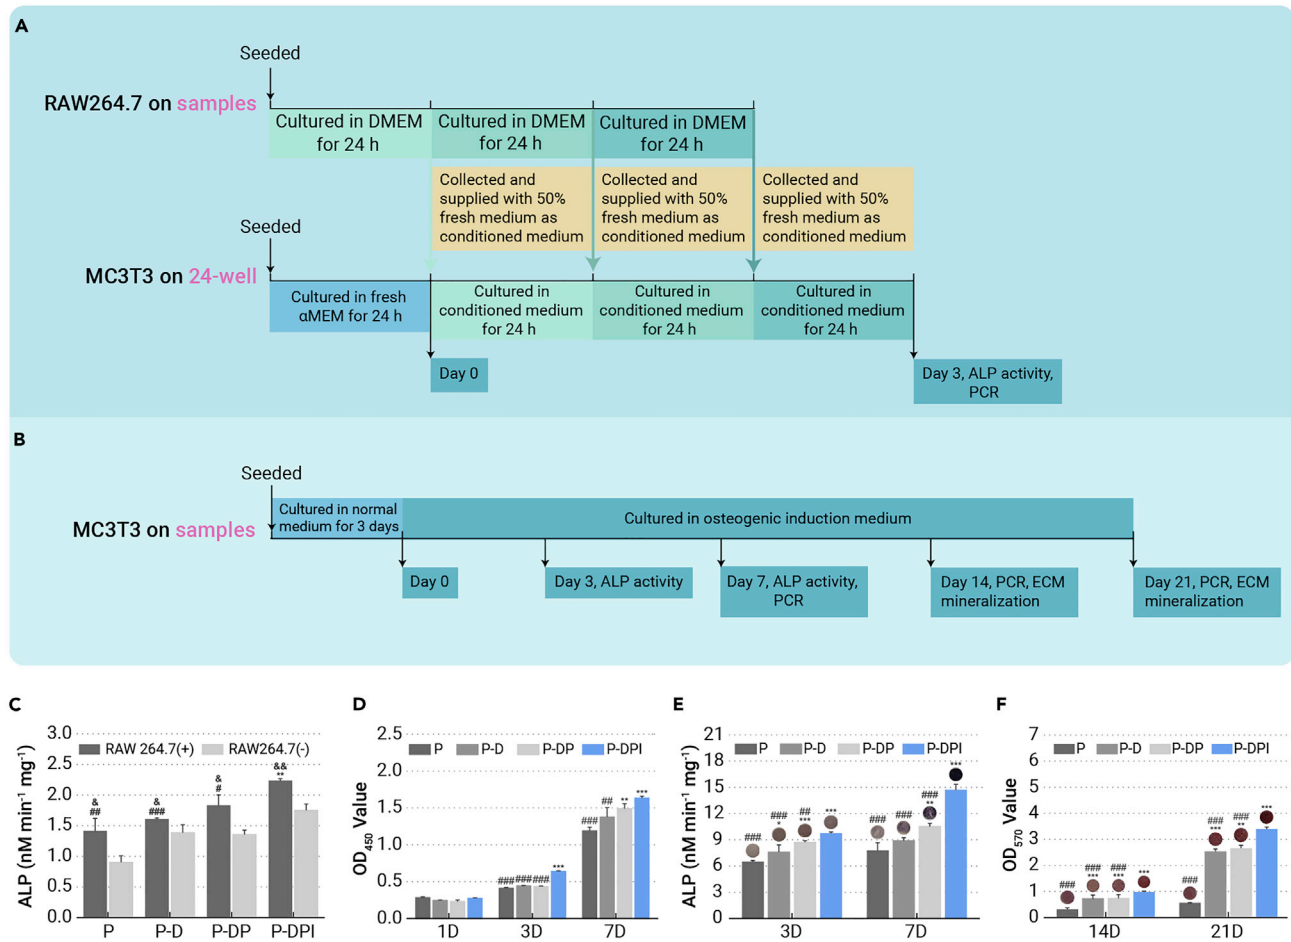 A
Seeded
RAW264.7 on samples
Cultured in DMEM
for 24 h
Cultured in DMEM
for 24 h
Cultured in DMEM
for 24 h
Collected and
supplied with 50%
fresh medium as
conditioned medium
Collected and
supplied with 50%
fresh medium as
conditioned medium
Collected and
supplied with 50%
fresh medium as
conditioned medium
Seeded
MC3T3 on 24-well
Cultured in fresh
αMEM for 24 h
Cultured in
conditioned medium
for 24 h
Cultured in
conditioned medium
for 24 h
Cultured in
conditioned medium
for 24 h
Day 0
Day 3, ALP activity,
PCR
B
Seeded
MC3T3 on samples
Cultured in normal
medium for 3 days
Cultured in osteogenic induction medium
Day 0
Day 3, ALP activity
Day 7, ALP activity,
PCR
Day 14, PCR, ECM
mineralization
Day 21, PCR, ECM
mineralization
C
ALP (nM min⁻¹ mg⁻¹)
3.0
2.5
2.0
1.5
1.0
0.5
0.0
RAW 264.7(+)
RAW264.7(-)
&
##
&
###
&
#
&&
**
P
P-D
P-DP
P-DPI
D
OD450 Value
2.5
2.0
1.5
1.0
0.5
0.0
P
P-D
P-DP
P-DPI
###
###
###
***
###
##
**
***
1D
3D
7D
E
ALP (nM min⁻¹ mg⁻¹)
21
18
15
12
9
6
3
0
P
P-D
P-DP
P-DPI
###
###
*
##
***
***
###
###
###
**
***
3D
7D
F
OD570 Value
7
6
5
4
3
2
1
0
P
P-D
P-DP
P-DPI
###
###
***
###
***
***
###
###
***
###
**
***
14D
21D